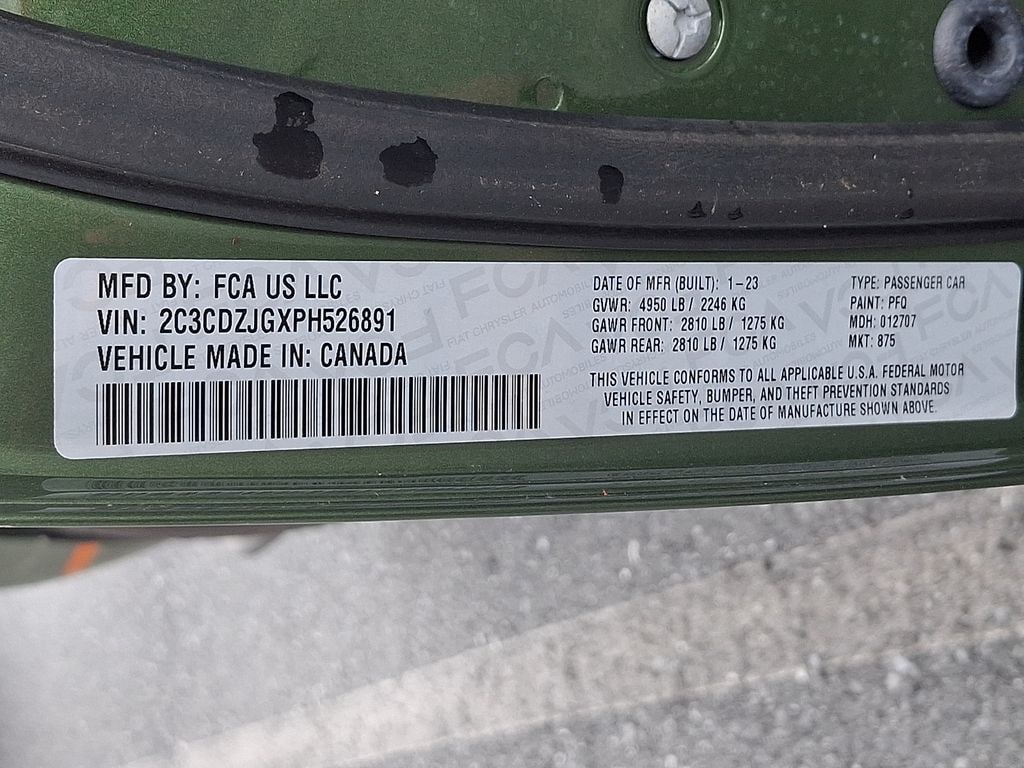 MFD BY: FCA US LLC
VIN: 2C3CDZJGXPH526891
VEHICLE MADE IN: CANADA
DATE OF MFR (BUILT): 1-23
GVWR: 4950 LB / 2246 KG
GAWR FRONT: 2810 LB / 1275 KG
GAWR REAR: 2810 LB / 1275 KG
TYPE: PASSENGER CAR
PAINT: PFQ
MDH: 012707
MKT: 875
THIS VEHICLE CONFORMS TO ALL APPLICABLE U.S.A. FEDERAL MOTOR
VEHICLE SAFETY, BUMPER, AND THEFT PREVENTION STANDARDS
IN EFFECT ON THE DATE OF MANUFACTURE SHOWN ABOVE.